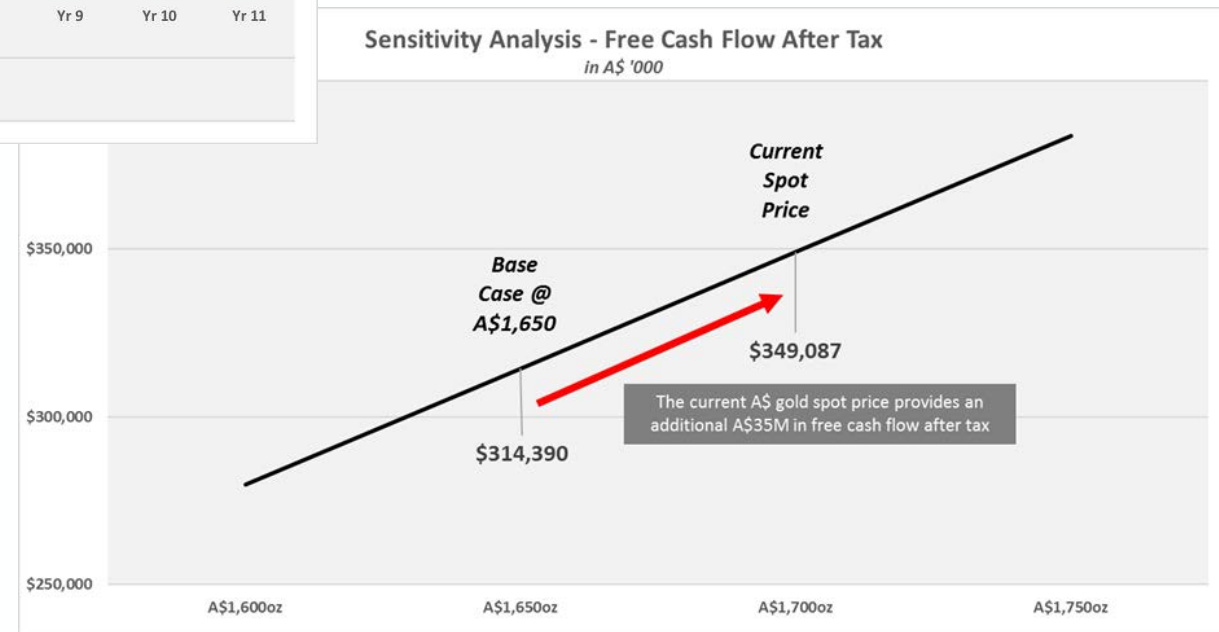 Yr 9 Yr 10 Yr 11
Sensitivity Analysis - Free Cash Flow After Tax
in A$ '000
Current
Spot
Price
$350,000
Base
Case @
A$1,650
$349,087
The current A$ gold spot price provides an
additional A$35M in free cash flow after tax
$300,000
$314,390
$250,000
A$1,600oz A$1,650oz A$1,700oz A$1,750oz